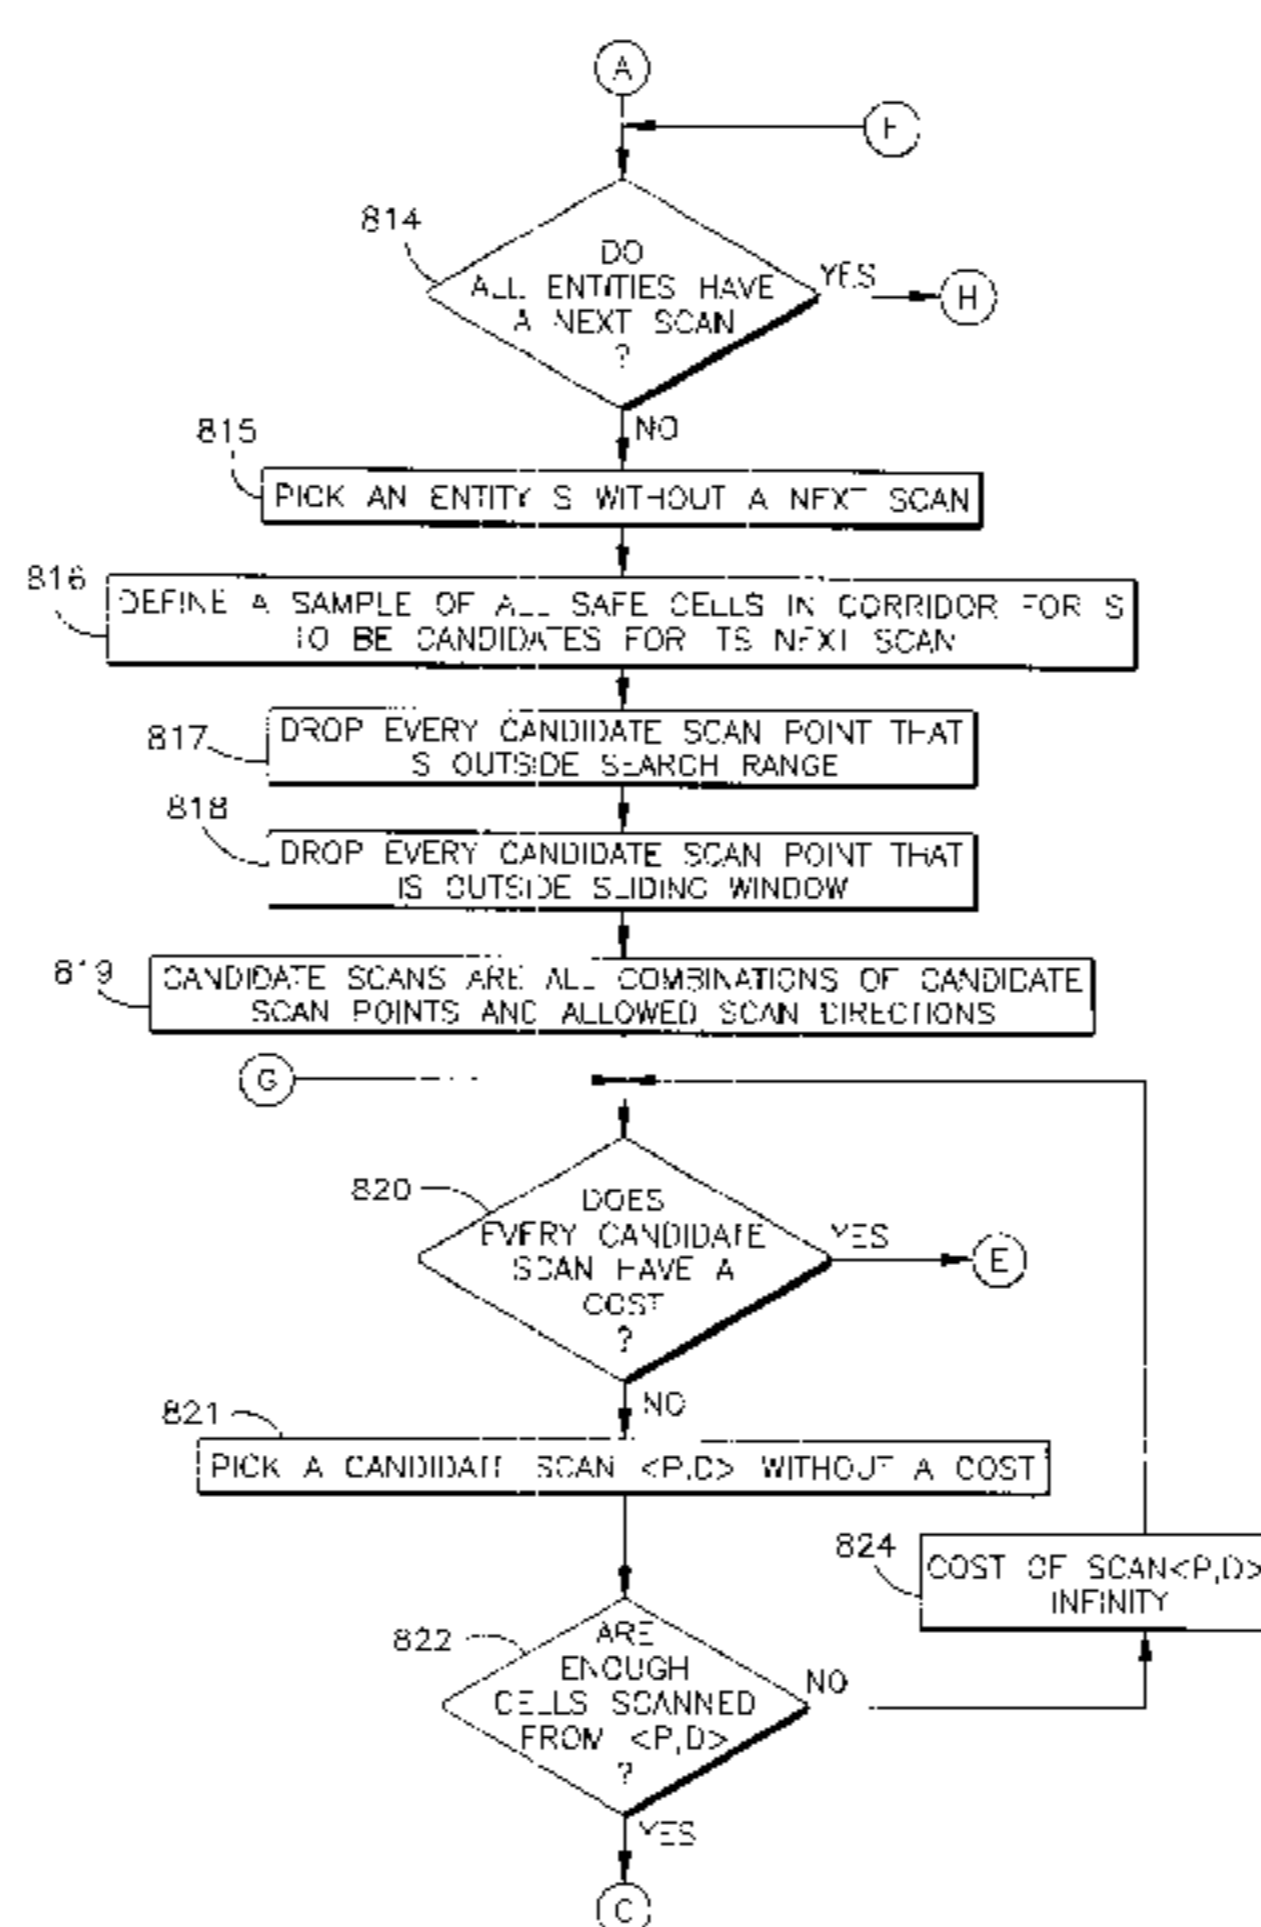 A
F
814
DO
ALL ENTITIES HAVE
A NEXT SCAN
?
YES
H
NO
815
PICK AN ENTITY S WITHOUT A NEXT SCAN
816
DEFINE A SAMPLE OF ALL SAFE CELLS IN CORRIDOR FOR S
TO BE CANDIDATES FOR ITS NEXT SCAN
817
DROP EVERY CANDIDATE SCAN POINT THAT
IS OUTSIDE SEARCH RANGE
818
DROP EVERY CANDIDATE SCAN POINT THAT
IS OUTSIDE SLIDING WINDOW
819
CANDIDATE SCANS ARE ALL COMBINATIONS OF CANDIDATE
SCAN POINTS AND ALLOWED SCAN DIRECTIONS
G
820
DOES
EVERY CANDIDATE
SCAN HAVE A
COST
?
YES
E
NO
821
PICK A CANDIDATE SCAN <P,D> WITHOUT A COST
824
COST OF SCAN<P,D>
INFINITY
822
ARE
ENOUGH
CELLS SCANNED
FROM <P,D>
?
NO
YES
C